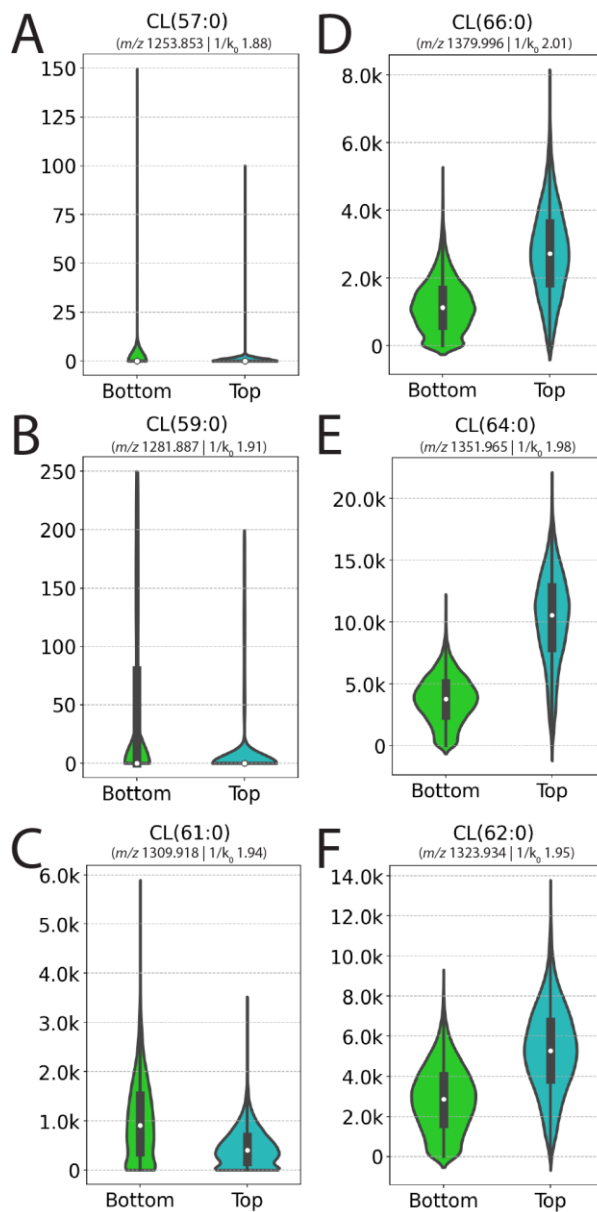 A
CL(57:0)
(m/z 1253.853 | 1/k₀ 1.88)
150
125
100
75
50
25
0
Bottom Top
B
CL(59:0)
(m/z 1281.887 | 1/k₀ 1.91)
250
200
150
100
50
0
Bottom Top
C
CL(61:0)
(m/z 1309.918 | 1/k₀ 1.94)
6.0k
5.0k
4.0k
3.0k
2.0k
1.0k
0
Bottom Top
D
CL(66:0)
(m/z 1379.996 | 1/k₀ 2.01)
8.0k
6.0k
4.0k
2.0k
0
Bottom Top
E
CL(64:0)
(m/z 1351.965 | 1/k₀ 1.98)
20.0k
15.0k
10.0k
5.0k
0
Bottom Top
F
CL(62:0)
(m/z 1323.934 | 1/k₀ 1.95)
14.0k
12.0k
10.0k
8.0k
6.0k
4.0k
2.0k
0
Bottom Top